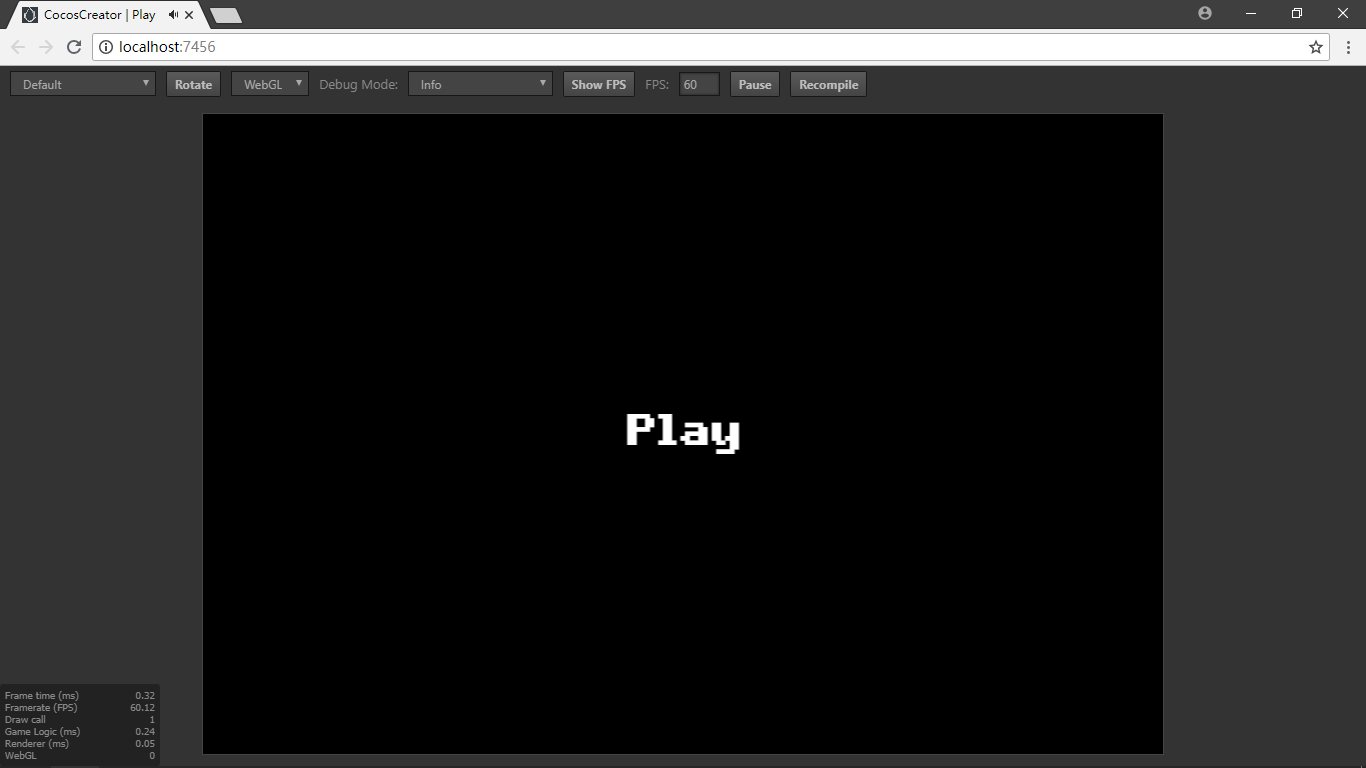 CocosCreator | Play
localhost:7456
Default Rotate WebGL Debug Mode: Info Show FPS FPS: 60 Pause Recompile
Play
Frame time (ms) 0.32
Framerate (FPS) 60.12
Draw call 1
Game Logic (ms) 0.24
Renderer (ms) 0.05
WebGL 0